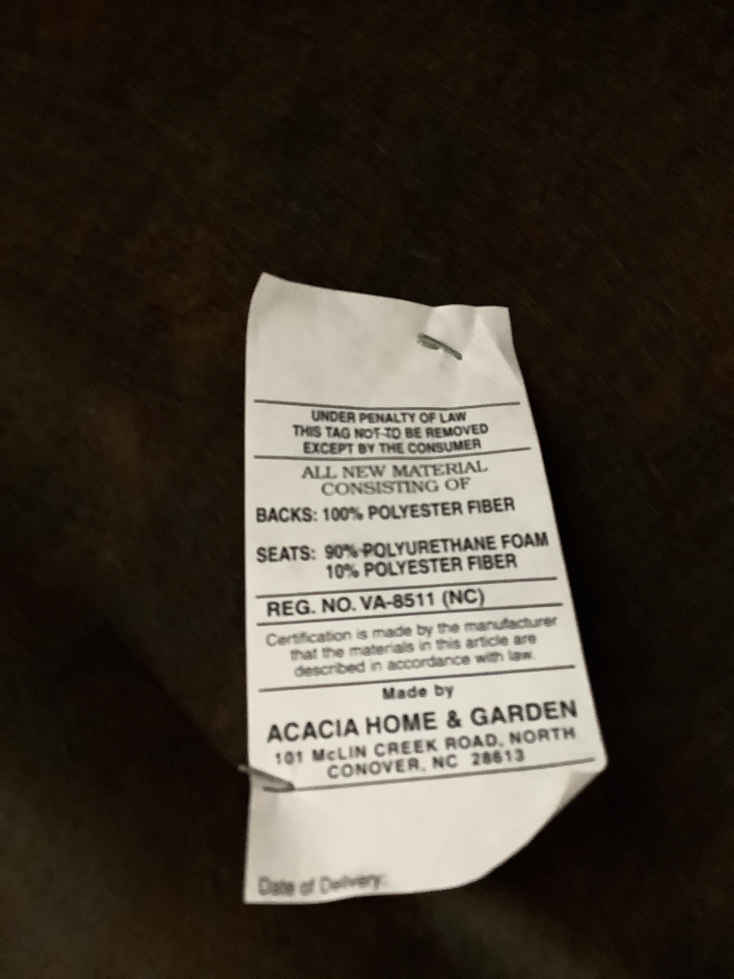 UNDER PENALTY OF LAW
THIS TAG NOT TO BE REMOVED
EXCEPT BY THE CONSUMER
ALL NEW MATERIAL
CONSISTING OF
BACKS: 100% POLYESTER FIBER
SEATS: 90% POLYURETHANE FOAM
10% POLYESTER FIBER
REG. NO. VA-8511 (NC)
Certification is made by the manufacturer
that the materials in this article are
described in accordance with law.
Made by
ACACIA HOME & GARDEN
101 McLIN CREEK ROAD, NORTH
CONOVER, NC 28613
Date of Delivery: